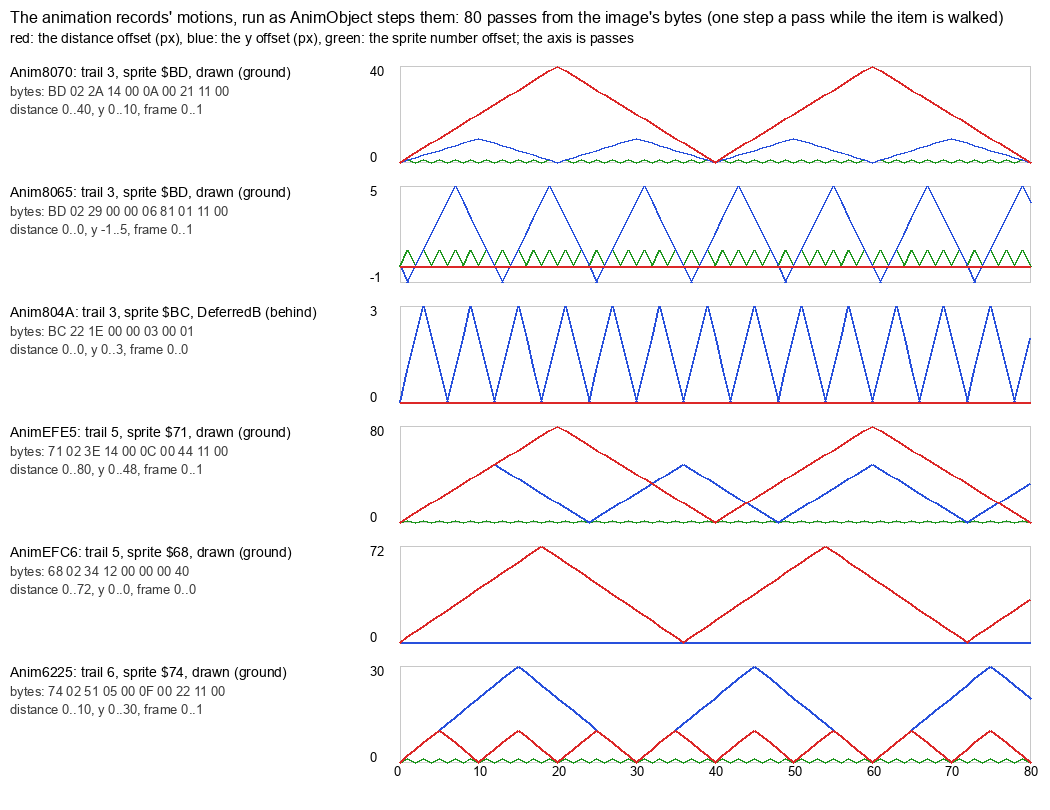 The animation records' motions, run as AnimObject steps them: 80 passes from the image's bytes (one step a pass while the item is walked)
red: the distance offset (px), blue: the y offset (px), green: the sprite number offset; the axis is passes
Anim8070: trail 3, sprite $BD, drawn (ground)
bytes: BD 02 2A 14 00 0A 00 21 11 00
distance 0..40, y 0..10, frame 0..1
40
0
Anim8065: trail 3, sprite $BD, drawn (ground)
bytes: BD 02 29 00 00 06 81 01 11 00
distance 0..0, y -1..5, frame 0..1
5
-1
Anim804A: trail 3, sprite $BC, DeferredB (behind)
bytes: BC 22 1E 00 00 03 00 01
distance 0..0, y 0..3, frame 0..0
3
0
AnimEFE5: trail 5, sprite $71, drawn (ground)
bytes: 71 02 3E 14 00 0C 00 44 11 00
distance 0..80, y 0..48, frame 0..1
80
0
AnimEFC6: trail 5, sprite $68, drawn (ground)
bytes: 68 02 34 12 00 00 00 40
distance 0..72, y 0..0, frame 0..0
72
0
Anim6225: trail 6, sprite $74, drawn (ground)
bytes: 74 02 51 05 00 0F 00 22 11 00
distance 0..10, y 0..30, frame 0..1
30
0
0 10 20 30 40 50 60 70 80